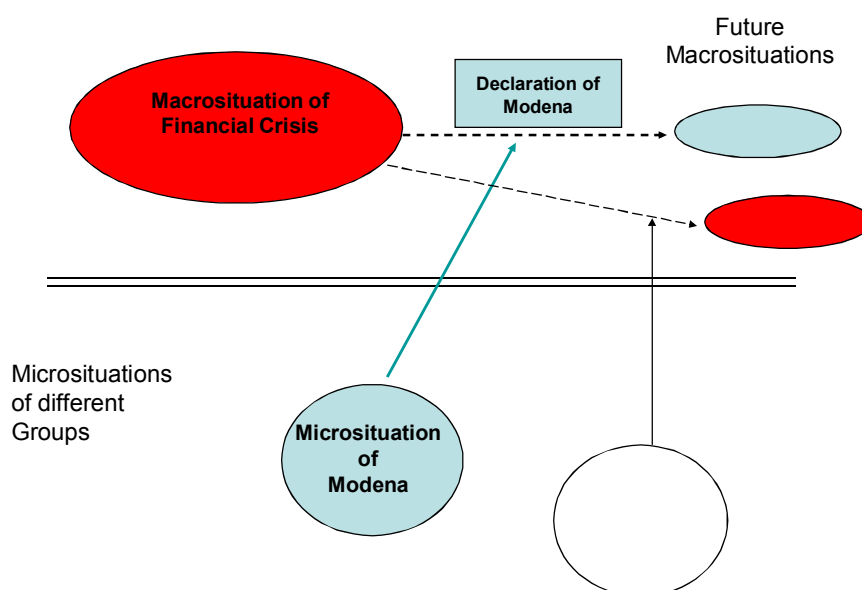 Future
Macrosituations
Macrosituation of
Financial Crisis
Declaration of
Modena
Microsituations
of different
Groups
Microsituation
of
Modena